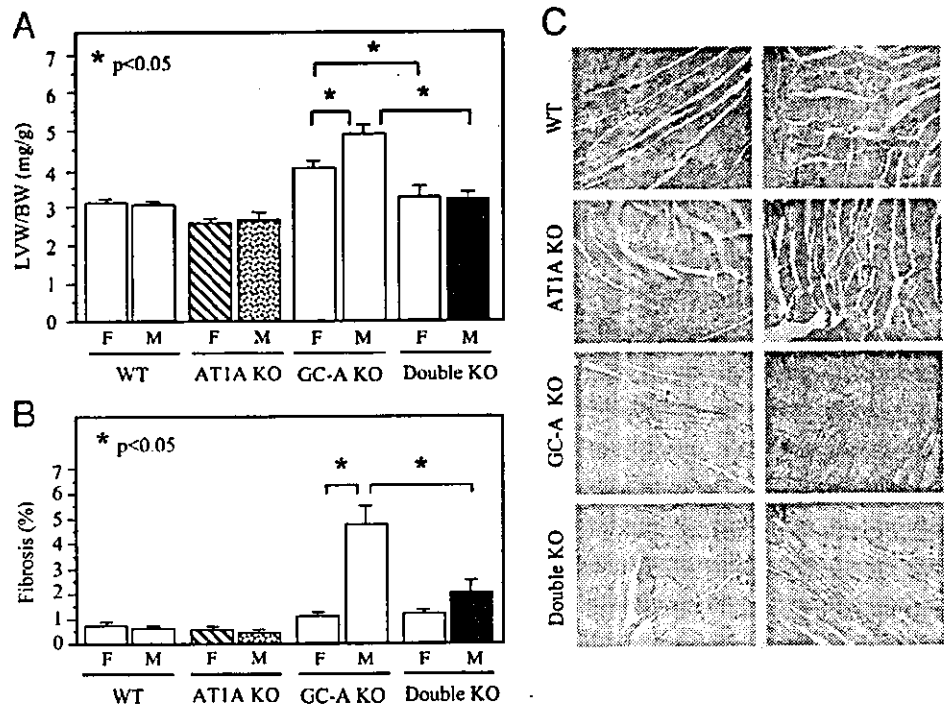 A
* p<0.05
*
*
*
LVW/BW (mg/g)
7
6
5
4
3
2
1
0
F M F M F M F M
WT AT1A KO GC-A KO Double KO
B
* p<0.05
*
*
Fibrosis (%)
7
6
5
4
3
2
1
0
F M F M F M F M
WT AT1A KO GC-A KO Double KO
C
WT
AT1A KO
GC-A KO
Double KO